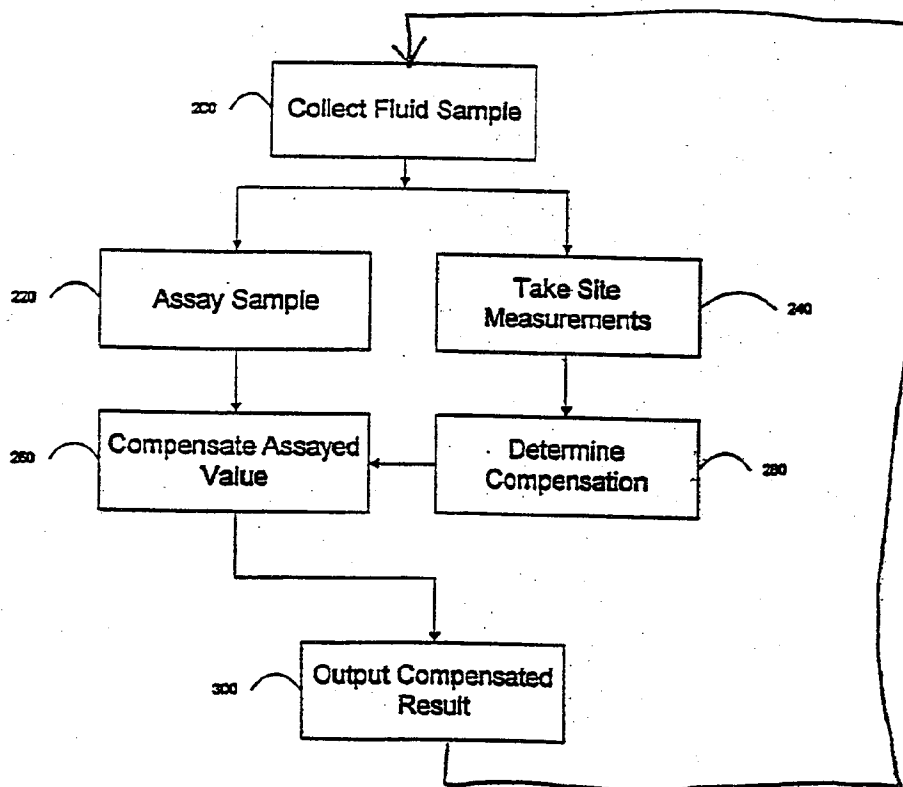 200
Collect Fluid Sample
220
Assay Sample
Take Site
Measurements
240
260
Compensate Assayed
Value
Determine
Compensation
280
300
Output Compensated
Result